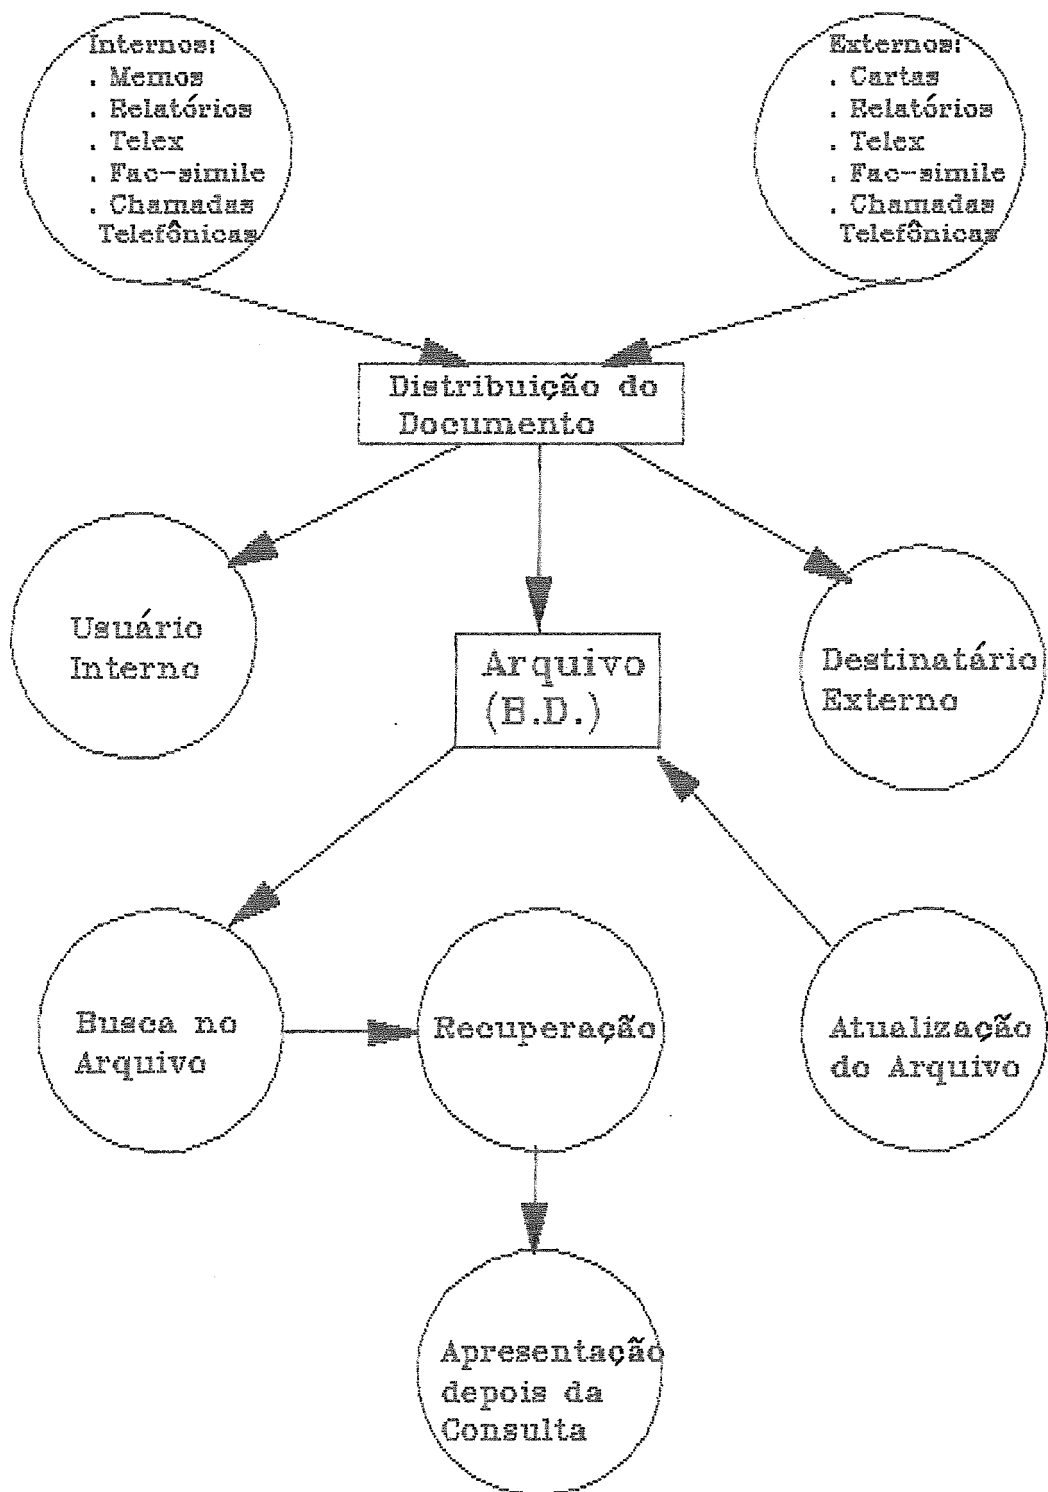 Internos:
. Memos
. Relatórios
. Telex
. Fac-simile
. Chamadas
Telefônicas
Externos:
. Cartas
. Relatórios
. Telex
. Fac-simile
. Chamadas
Telefônicas
Distribuição do
Documento
Usuário
Interno
Arquivo
(B.D.)
Destinatário
Externo
Busca no
Arquivo
Recuperação
Atualização
do Arquivo
Apresentação
depois da
Consulta